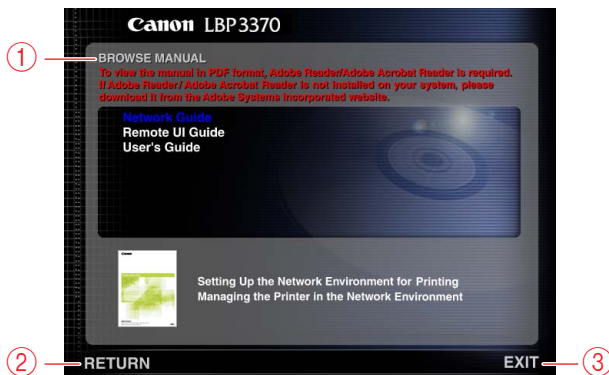 Canon LBP3370
① BROWSE MANUAL
To view the manual in PDF format, Adobe Reader/Adobe Acrobat Reader is required.
If Adobe Reader/ Adobe Acrobat Reader is not installed on your system, please
download it from the Adobe Systems incorporated website.
Network Guide
Remote UI Guide
User's Guide
Canon
Setting Up the Network Environment for Printing
Managing the Printer in the Network Environment
② RETURN
EXIT ③